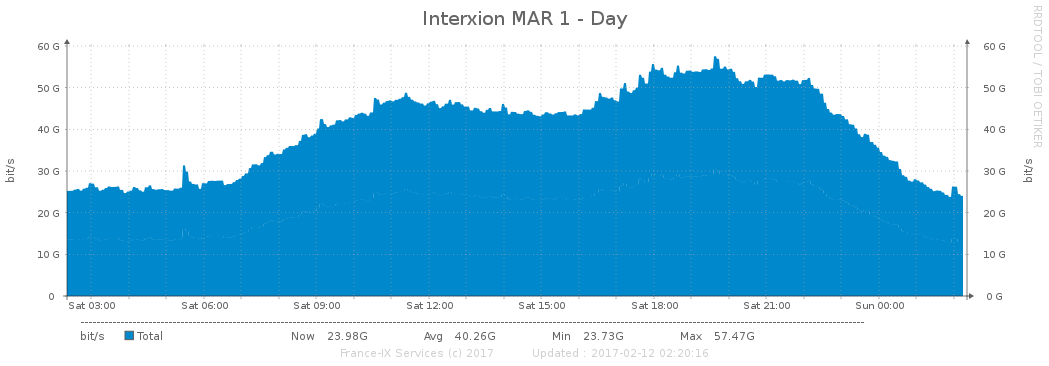 Interxion MAR 1 - Day
RRDTOOL / TOBI OETIKER
60 G 60 G
50 G 50 G
40 G 40 G
30 G 30 G
20 G 20 G
10 G 10 G
0 0 G
bit/s bit/s
Sat 03:00 Sat 06:00 Sat 09:00 Sat 12:00 Sat 15:00 Sat 18:00 Sat 21:00 Sun 00:00
bit/s Total Now 23.98G Avg 40.26G Min 23.73G Max 57.47G
France-IX Services (c) 2017 Updated : 2017-02-12 02:20:16